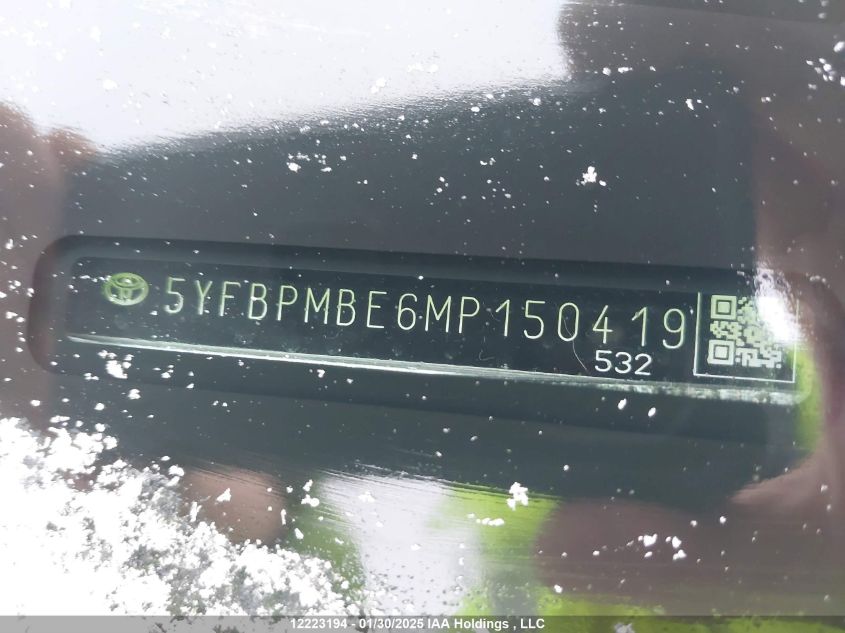 5YFBPMBE6MP150419
532
12223194 - 01/30/2025 IAA Holdings , LLC